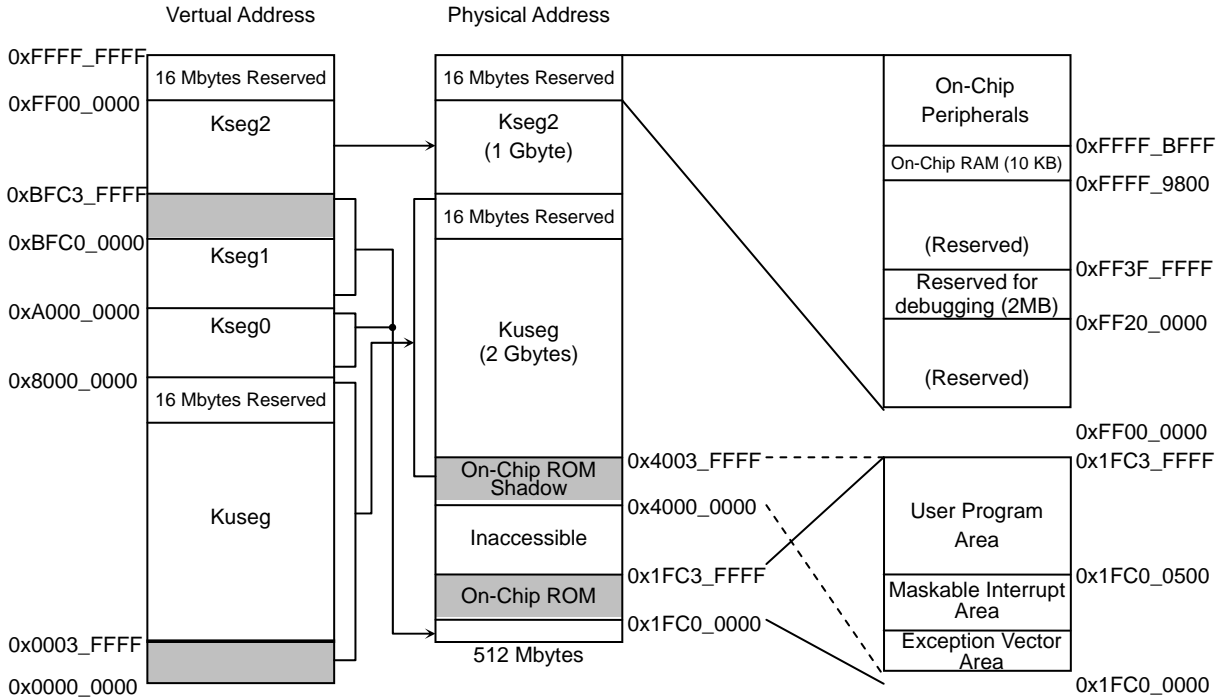 Vertual Address
Physical Address
0xFFFF_FFFF
0xFF00_0000
0xBFC3_FFFF
0xBFC0_0000
0xA000_0000
0x8000_0000
0x0003_FFFF
0x0000_0000
16 Mbytes Reserved
Kseg2
Kseg1
Kseg0
16 Mbytes Reserved
Kuseg
16 Mbytes Reserved
Kseg2
(1 Gbyte)
16 Mbytes Reserved
Kuseg
(2 Gbytes)
On-Chip ROM
Shadow
Inaccessible
On-Chip ROM
512 Mbytes
0x4003_FFFF
0x4000_0000
0x1FC3_FFFF
0x1FC0_0000
On-Chip
Peripherals
On-Chip RAM (10 KB)
(Reserved)
Reserved for
debugging (2MB)
(Reserved)
0xFFFF_BFFF
0xFFFF_9800
0xFF3F_FFFF
0xFF20_0000
0xFF00_0000
0x1FC3_FFFF
User Program
Area
Maskable Interrupt
Area
Exception Vector
Area
0x1FC0_0500
0x1FC0_0000